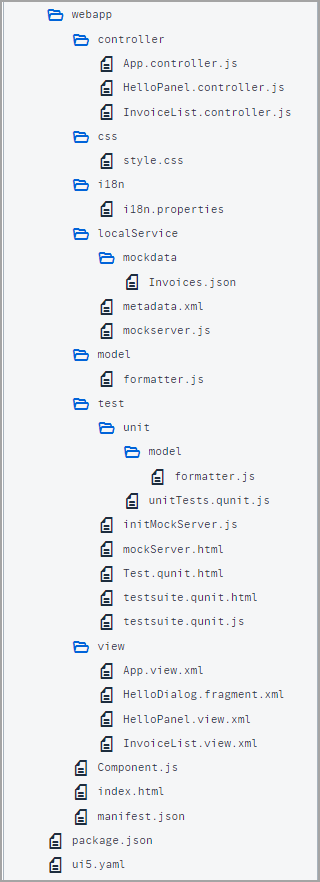 webapp
controller
App.controller.js
HelloPanel.controller.js
InvoiceList.controller.js
css
style.css
i18n
i18n.properties
localService
mockdata
Invoices.json
metadata.xml
mockserver.js
model
formatter.js
test
unit
model
formatter.js
unitTests.qunit.js
initMockServer.js
mockServer.html
Test.qunit.html
testsuite.qunit.html
testsuite.qunit.js
view
App.view.xml
HelloDialog.fragment.xml
HelloPanel.view.xml
InvoiceList.view.xml
Component.js
index.html
manifest.json
package.json
ui5.yaml